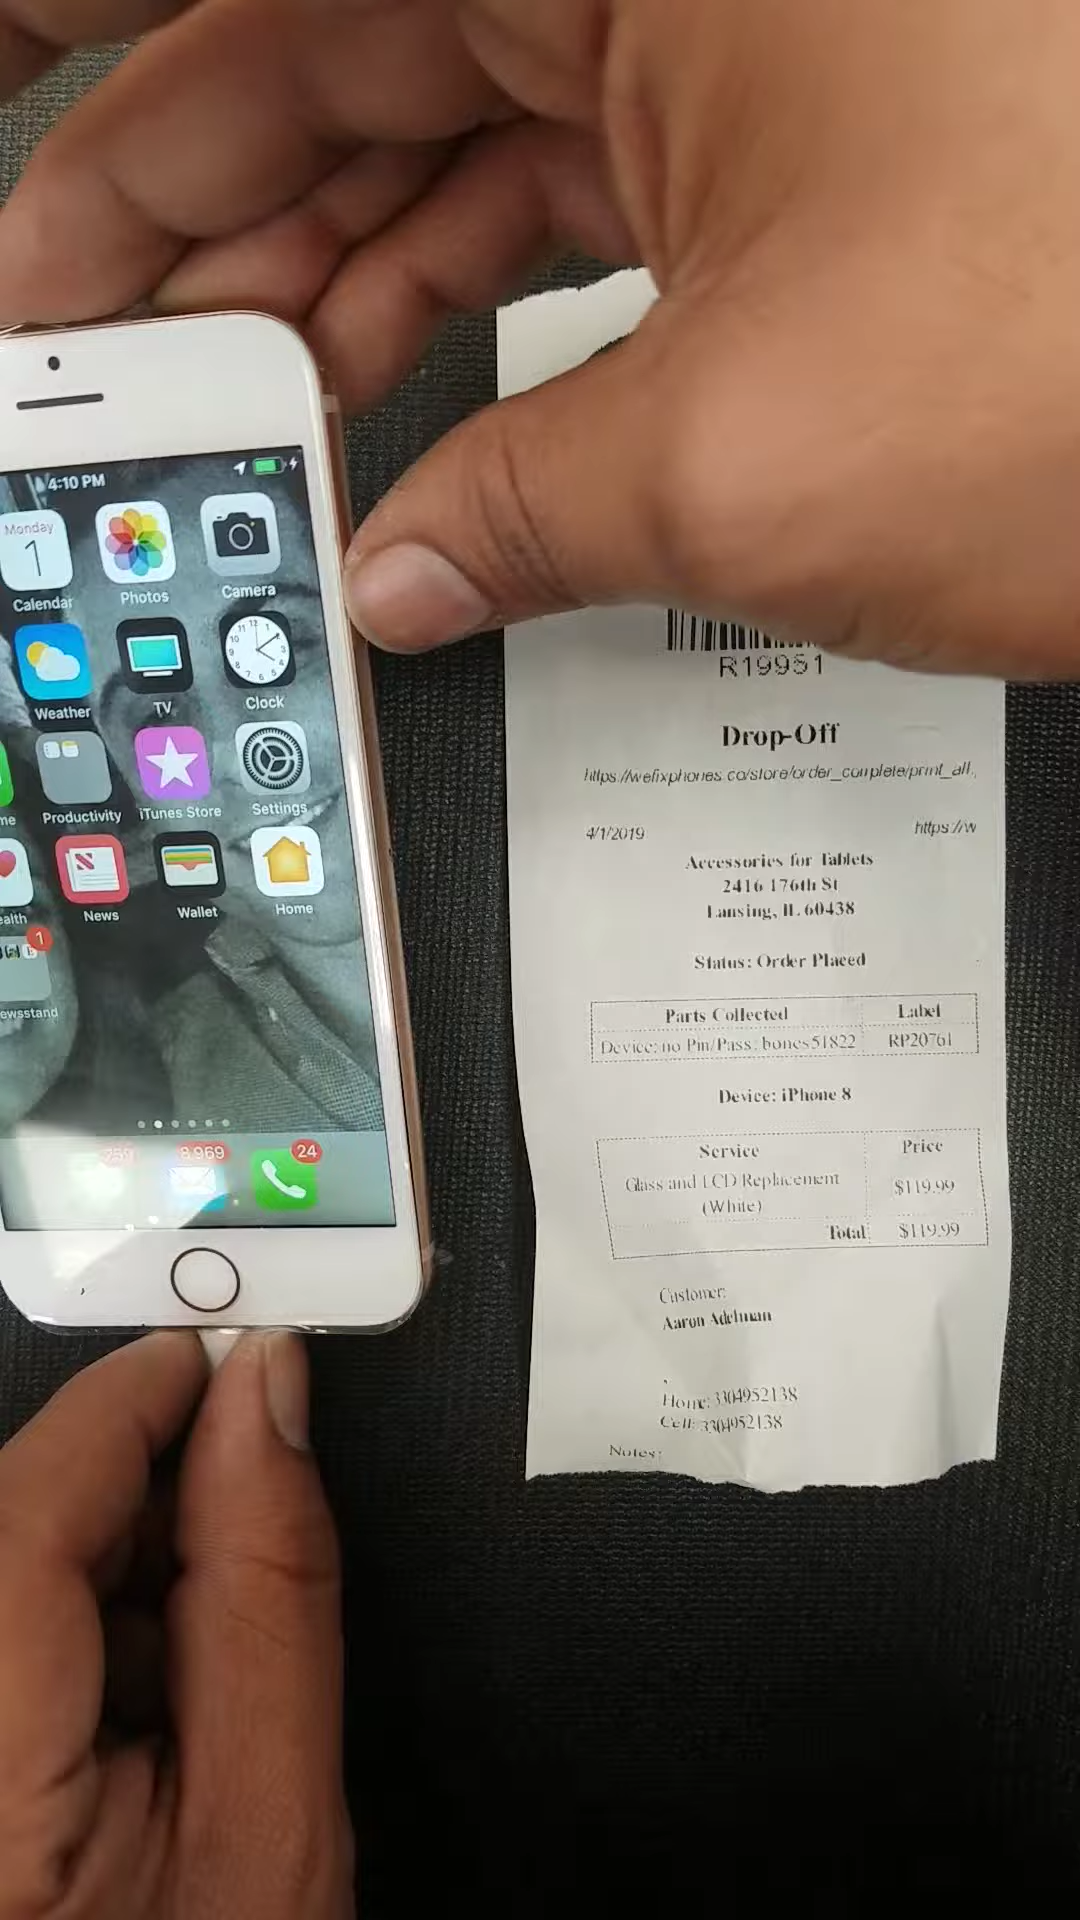 4:10 PM
Monday
1
Calendar
Photos
Camera
Weather
TV
Clock
Productivity
iTunes Store
Settings
News
Wallet
Home
1
8,969
24
R19951
Drop-Off
https://wefixphones.co/store/order_complete/print_all
4/1/2019
https://w
Accessories for Tablets
2416 176th St
Lansing, IL 60438
Status: Order Placed
Parts Collected Label
Device: no Pin/Pass: bones51822 RP20761
Device: iPhone 8
Service Price
Glass and LCD Replacement
(White) $119.99
Total: $119.99
Customer:
Aaron Adelman
,
Home: 3304952138
Cell: 3304952138
Notes: